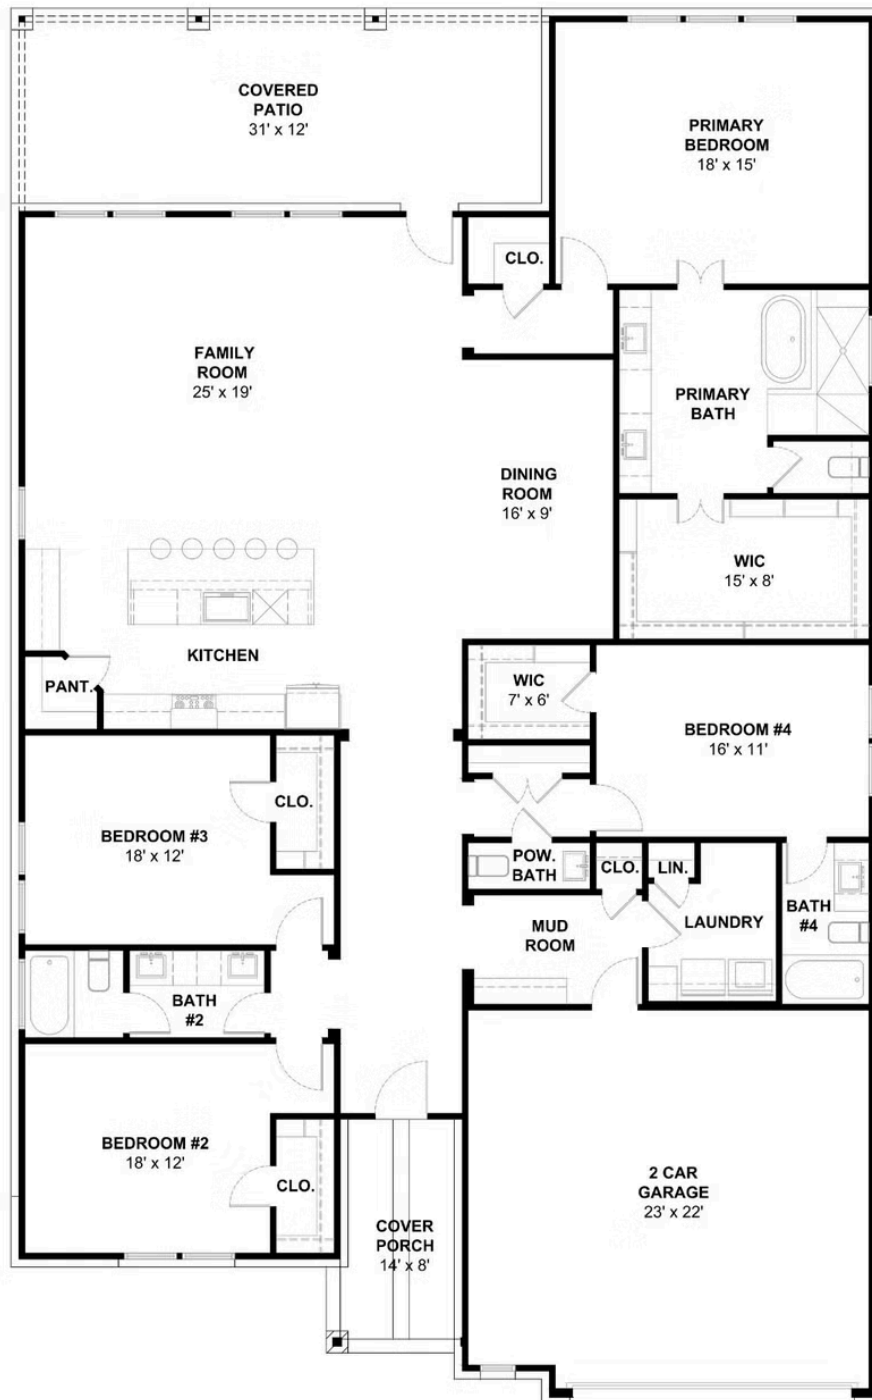 COVERED
PATIO
31' x 12'
PRIMARY
BEDROOM
18' x 15'
CLO.
FAMILY
ROOM
25' x 19'
PRIMARY
BATH
DINING
ROOM
16' x 9'
WIC
15' x 8'
KITCHEN
PANT.
WIC
7' x 6'
BEDROOM #4
16' x 11'
CLO.
BEDROOM #3
18' x 12'
POW.
BATH
CLO.
LIN.
MUD
ROOM
LAUNDRY
BATH
#4
BATH
#2
BEDROOM #2
18' x 12'
CLO.
2 CAR
GARAGE
23' x 22'
COVER
PORCH
14' x 8'